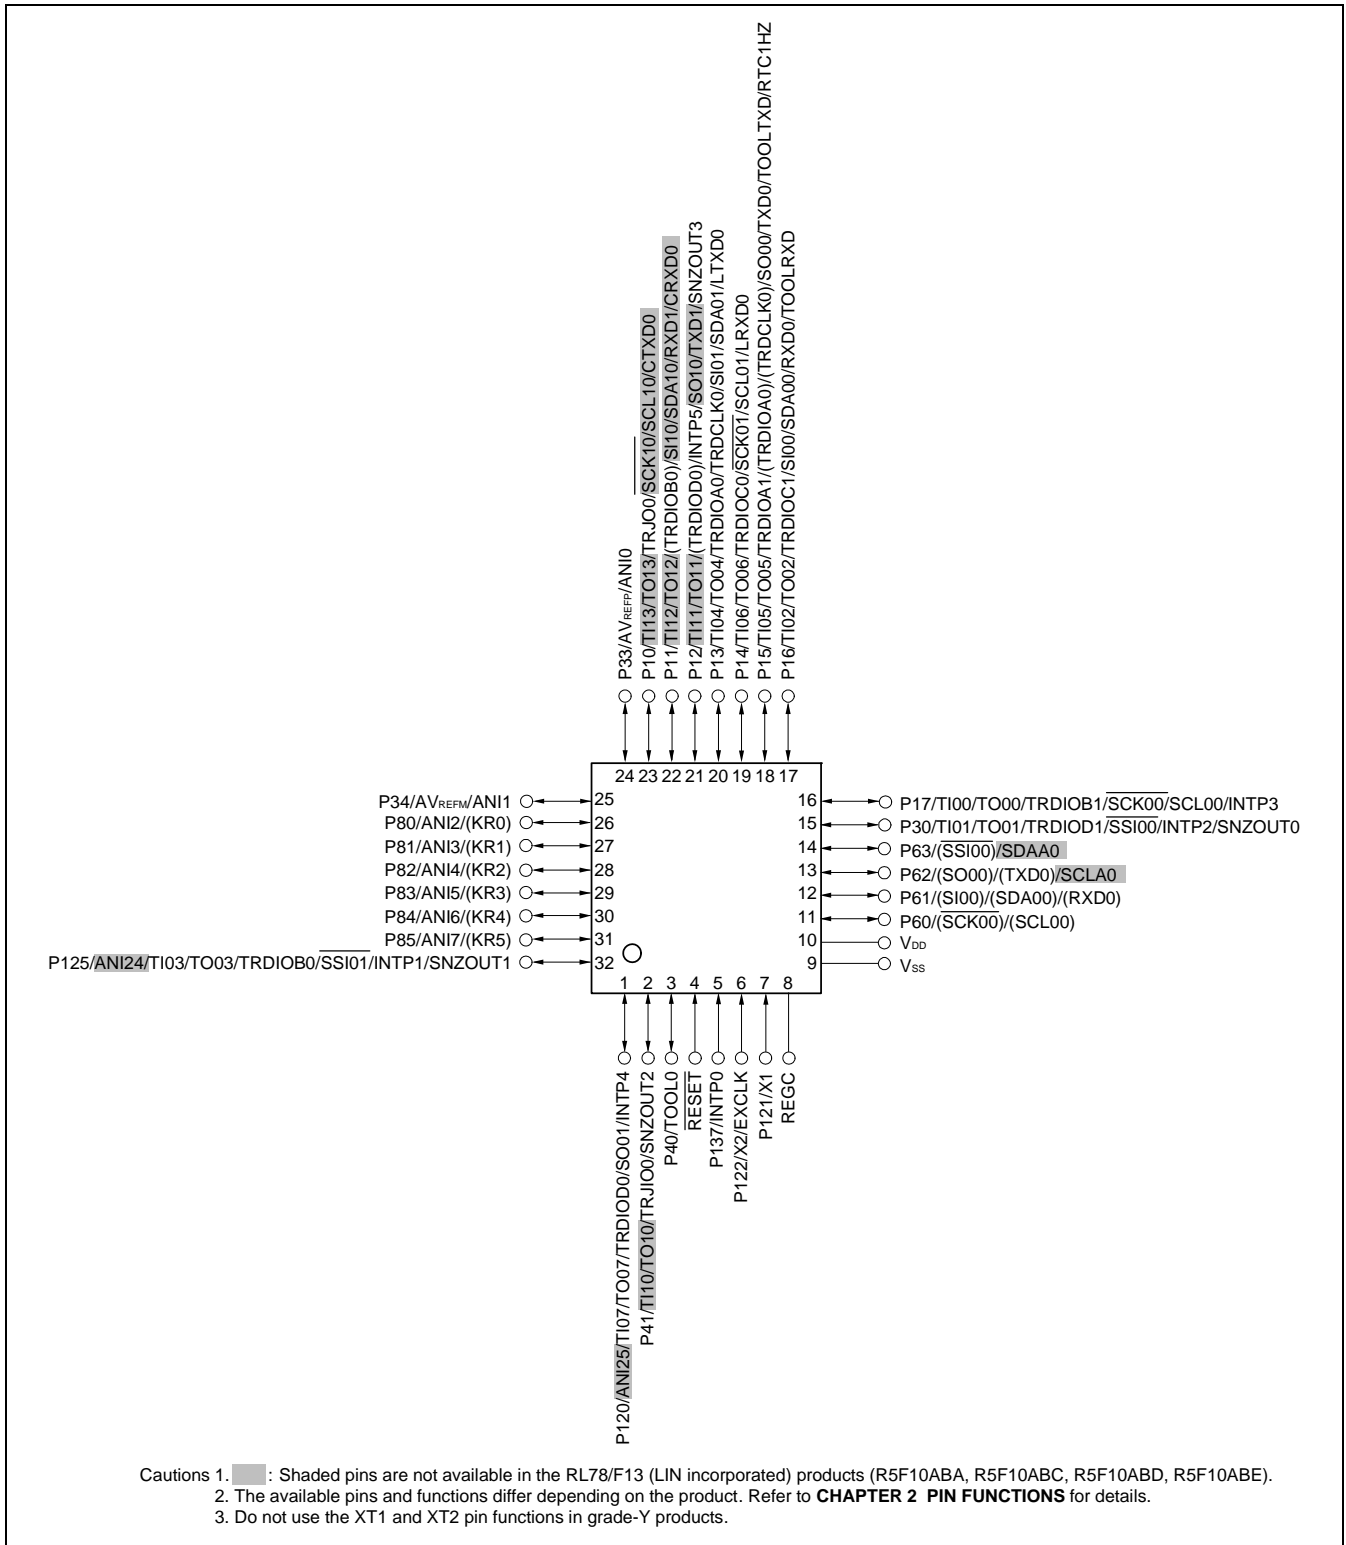 P33/AVREFP/ANI0
P10/TI13/TO13/TRJO0/SCK10/SCL10/CTXD0
P11/TI12/TO12/(TRDIOB0)/SI10/SDA10/RXD1/CRXD0
P12/TI11/TO11/(TRDIOD0)/INTP5/SO10/TXD1/SNZOUT3
P13/TI04/TO04/TRDIOA0/TRDCLK0/SI01/SDA01/LTXD0
P14/TI06/TO06/TRDIOC0/SCK01/SCL01/LRXD0
P15/TI05/TO05/TRDIOA1/(TRDIOA0)/(TRDCLK0)/SO00/TXD0/TOOLTXD/RTC1HZ
P16/TI02/TO02/TRDIOC1/SI00/SDA00/RXD0/TOOLRXD
24 23 22 21 20 19 18 17
P34/AVREFM/ANI1 25
P80/ANI2/(KR0) 26
P81/ANI3/(KR1) 27
P82/ANI4/(KR2) 28
P83/ANI5/(KR3) 29
P84/ANI6/(KR4) 30
P85/ANI7/(KR5) 31
P125/ANI24/TI03/TO03/TRDIOB0/SSI01/INTP1/SNZOUT1 32
16 P17/TI00/TO00/TRDIOB1/SCK00/SCL00/INTP3
15 P30/TI01/TO01/TRDIOD1/SSI00/INTP2/SNZOUT0
14 P63/(SSI00)/SDAA0
13 P62/(SO00)/(TXD0)/SCLA0
12 P61/(SI00)/(SDA00)/(RXD0)
11 P60/(SCK00)/(SCL00)
10 VDD
9 VSS
1 2 3 4 5 6 7 8
P120/ANI25/TI07/TO07/TRDIOD0/SO01/INTP4
P41/TI10/TO10/TRJIO0/SNZOUT2
P40/TOOL0
RESET
P137/INTP0
P122/X2/EXCLK
P121/X1
REGC
Cautions 1. : Shaded pins are not available in the RL78/F13 (LIN incorporated) products (R5F10ABA, R5F10ABC, R5F10ABD, R5F10ABE).
2. The available pins and functions differ depending on the product. Refer to CHAPTER 2 PIN FUNCTIONS for details.
3. Do not use the XT1 and XT2 pin functions in grade-Y products.